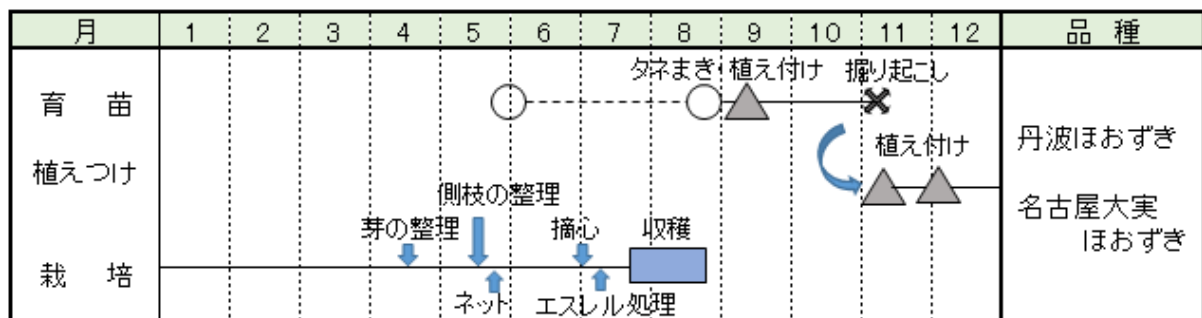 月 1 2 3 4 5 6 7 8 9 10 11 12 品 種
タネまき 植え付け 掘り起こし
育 苗
植え付け
丹波ほおずき
植えつけ
側枝の整理
名古屋大実
ほおずき
芽の整理 摘心 収穫
栽 培
ネット エスレル処理